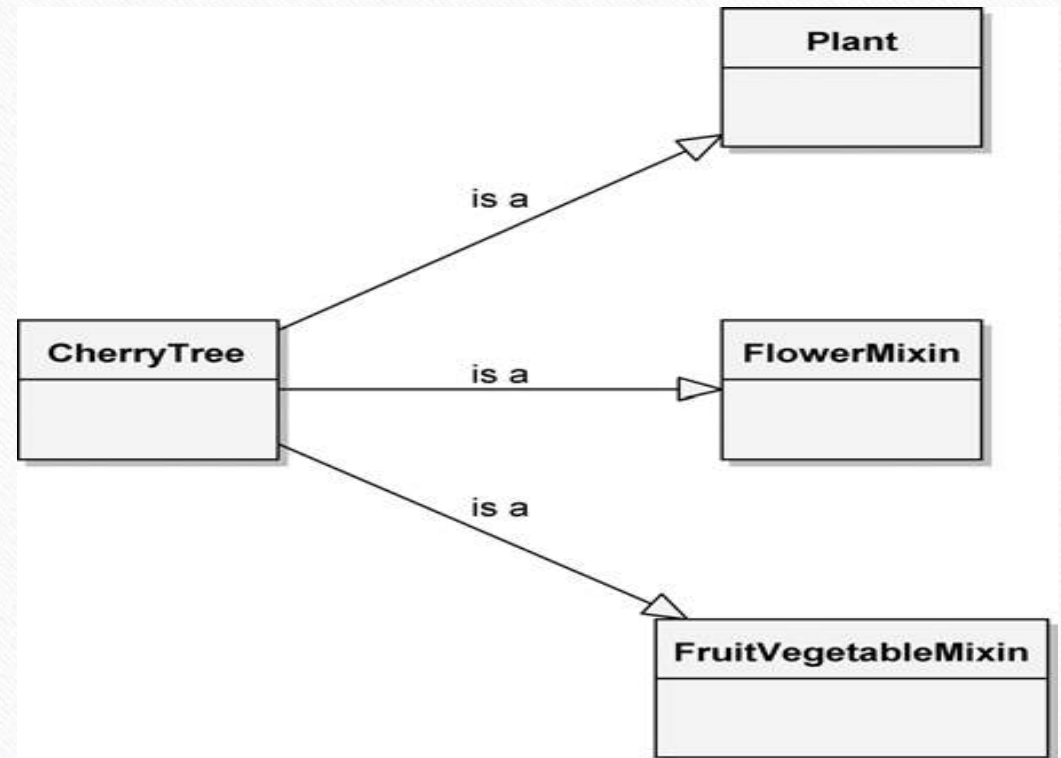 Plant
is a
CherryTree
is a
FlowerMixin
is a
FruitVegetableMixin